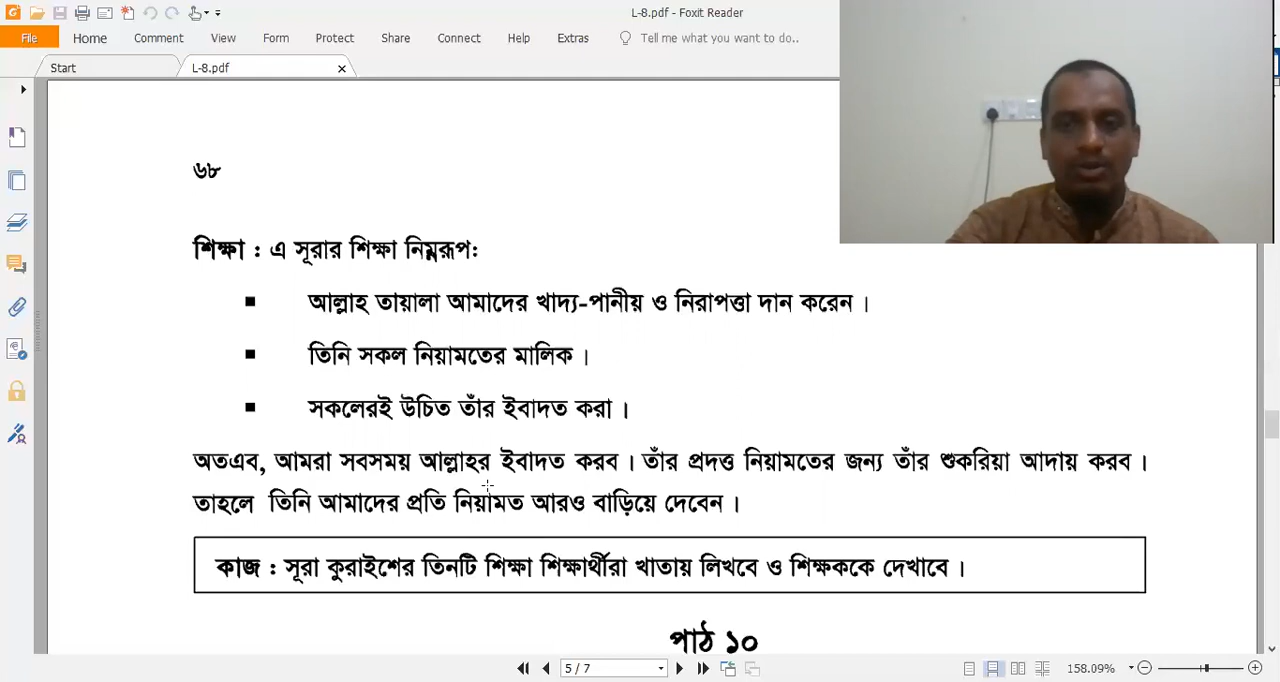 L-8.pdf - Foxit Reader
File Home Comment View Form Protect Share Connect Help Extras Tell me what you want to do..
Start L-8.pdf
৬৮
শিক্ষা : এ সূরার শিক্ষা নিম্নরূপ:
■ আল্লাহ তায়ালা আমাদের খাদ্য-পানীয় ও নিরাপত্তা দান করেন।
■ তিনি সকল নিয়ামতের মালিক।
■ সকলেরই উচিত তাঁর ইবাদত করা।
অতএব, আমরা সবসময় আল্লাহর ইবাদত করব। তাঁর প্রদত্ত নিয়ামতের জন্য তাঁর শুকরিয়া আদায় করব।
তাহলে তিনি আমাদের প্রতি নিয়ামত আরও বাড়িয়ে দেবেন।
কাজ : সূরা কুরাইশের তিনটি শিক্ষা শিক্ষার্থীরা খাতায় লিখবে ও শিক্ষককে দেখাবে।
পাঠ ১০
5 / 7
158.09%